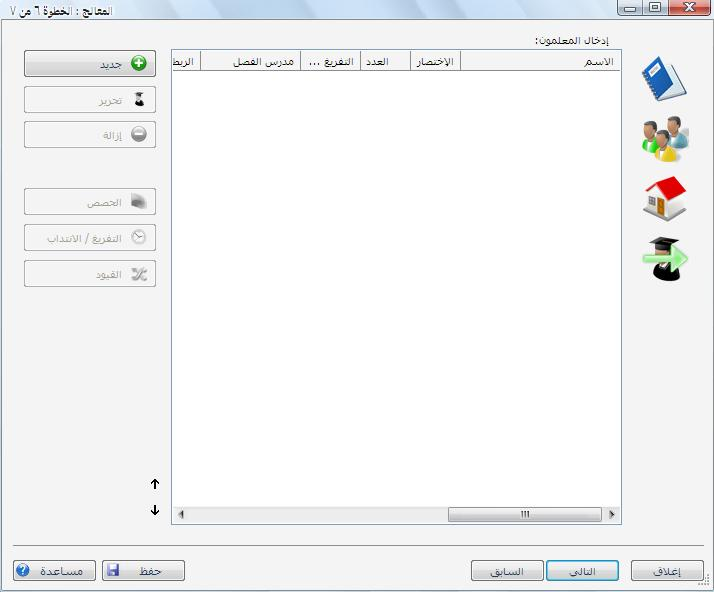 المعالج : الخطوة ٦ من ٧
إدخال المعلمون:
الاسم الإختصار العدد التفريغ ... مدرس الفصل الربط
جديد
تحرير
إزالة
الحصص
التفريغ / الانتداب
القيود
إغلاق التالي السابق حفظ مساعدة